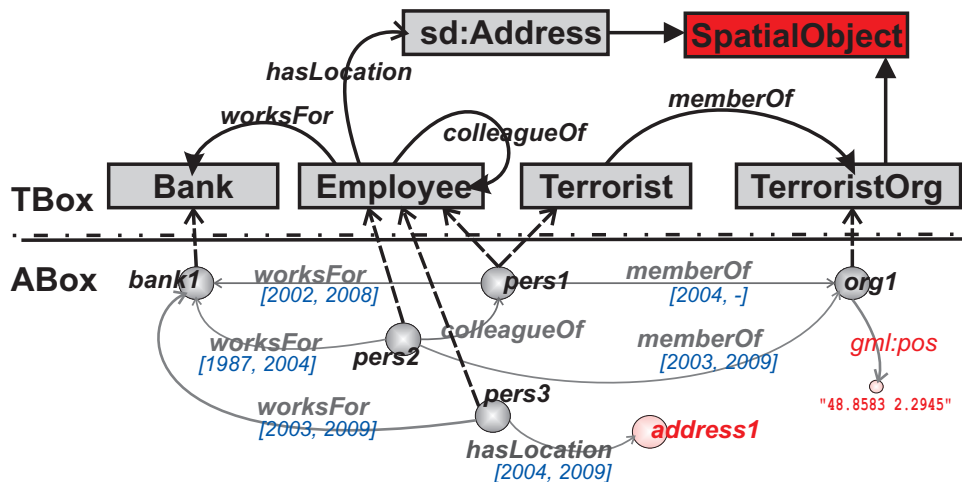 sd:Address
SpatialObject
hasLocation
memberOf
worksFor
colleagueOf
Bank
Employee
Terrorist
TerroristOrg
TBox
ABox
bank1
worksFor
[2002, 2008]
pers1
memberOf
[2004, -]
org1
worksFor
[1987, 2004]
pers2
colleagueOf
memberOf
[2003, 2009]
gml:pos
"48.8583 2.2945"
worksFor
[2003, 2009]
pers3
hasLocation
[2004, 2009]
address1